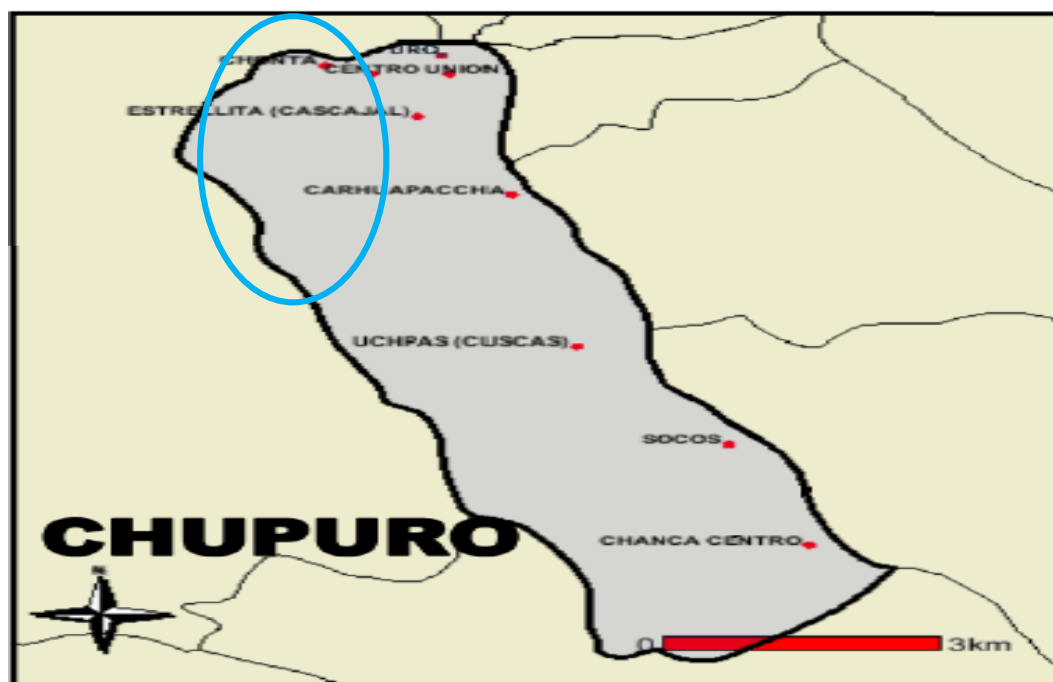 CHONTA
CENTRO UNION
ESTRELLITA (CASCAJAL)
CARHUAPACCHA
UCHPAS (CUSCAS)
SOCOS
CHUPURO
CHANCA CENTRO
N
0 3km